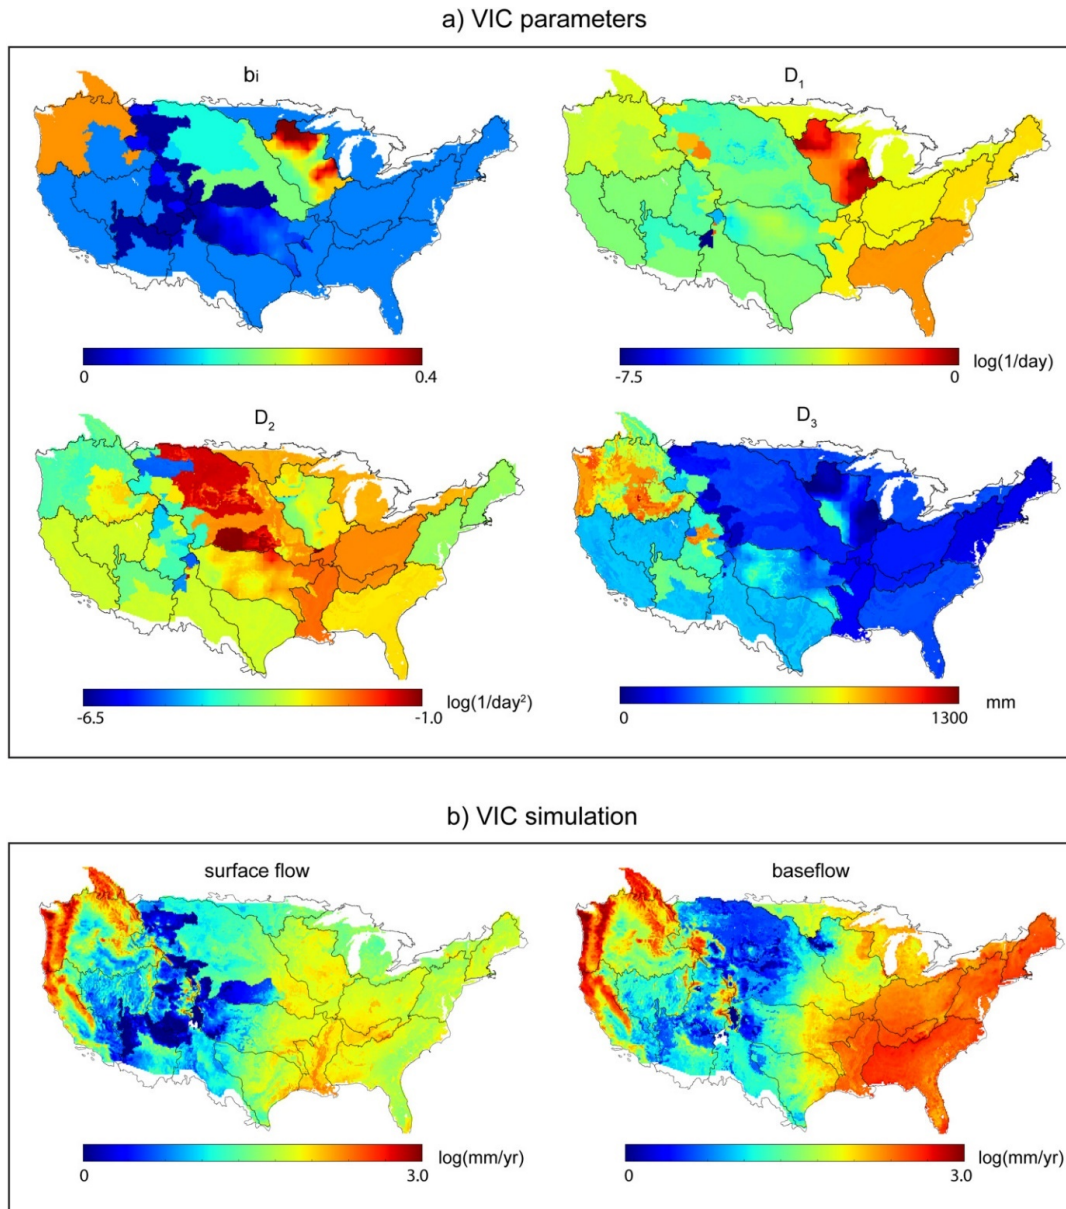 a) VIC parameters
bi D₁
0 0.4 -7.5 0 log(1/day)
D₂ D₃
-6.5 -1.0 log(1/day²) 0 1300 mm
b) VIC simulation
surface flow baseflow
0 3.0 log(mm/yr) 0 3.0 log(mm/yr)